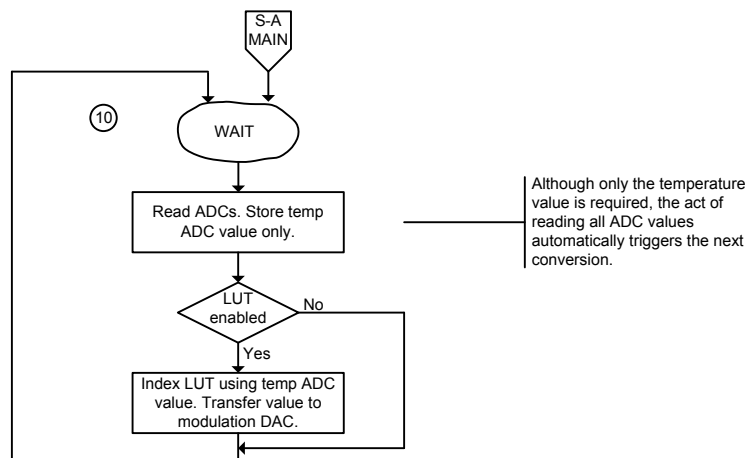 S-A
MAIN
10
WAIT
Read ADCs. Store temp
ADC value only.
Although only the temperature
value is required, the act of
reading all ADC values
automatically triggers the next
conversion.
LUT
enabled
No
Yes
Index LUT using temp ADC
value. Transfer value to
modulation DAC.